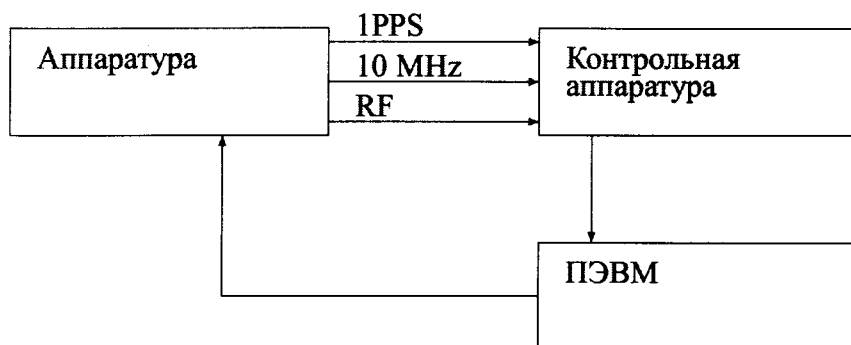 Аппаратура
1PPS
10 MHz
RF
Контрольная
аппаратура
ПЭВМ